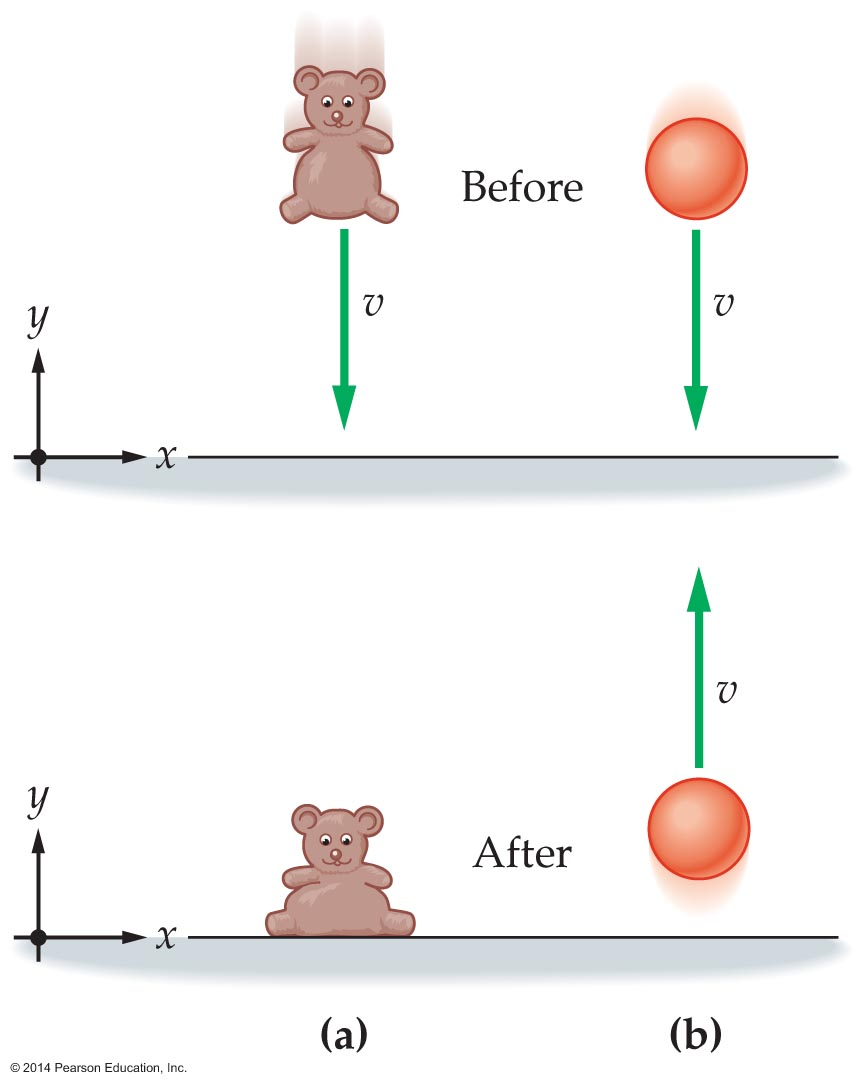 Before
v
v
y
x
v
y
After
x
(a)
(b)
© 2014 Pearson Education, Inc.